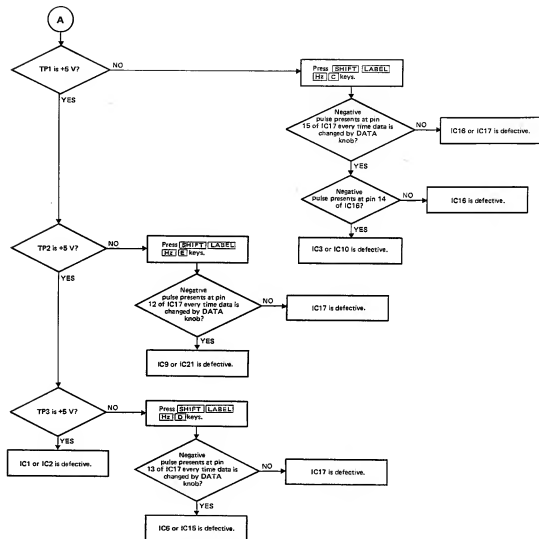 A
TP1 is +5 V?
NO
YES
Press SHIFT LABEL
Hz C keys.
Negative
pulse presents at pin
15 of IC17 every time data is
changed by DATA
knob?
NO
IC16 or IC17 is defective.
YES
Negative
pulse presents at pin 14
of IC16?
NO
IC16 is defective.
YES
IC3 or IC10 is defective.
TP2 is +5 V?
NO
YES
Press SHIFT LABEL
Hz E keys.
Negative
pulse presents at pin
12 of IC17 every time data is
changed by DATA
knob?
NO
IC17 is defective.
YES
IC9 or IC21 is defective.
TP3 is +5 V?
NO
YES
IC1 or IC2 is defective.
Press SHIFT LABEL
Hz D keys.
Negative
pulse presents at pin
13 of IC17 every time data is
changed by DATA
knob?
NO
IC17 is defective.
YES
IC6 or IC15 is defective.